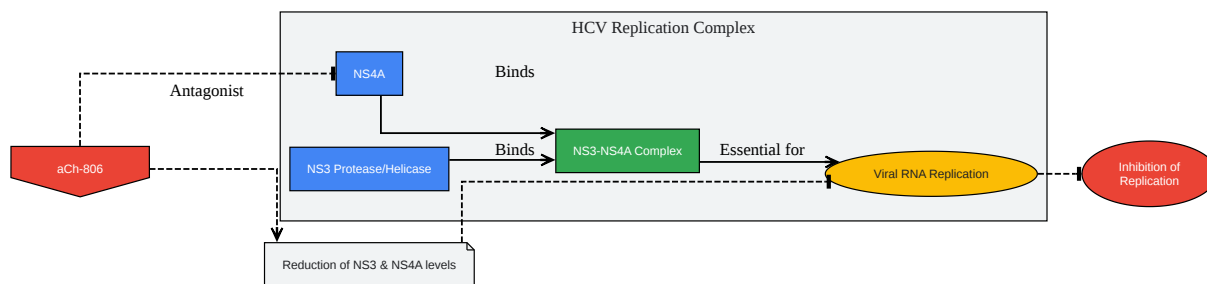 HCV Replication Complex
NS4A
Binds
Antagonist
aCh-806
NS3 Protease/Helicase
Binds
NS3-NS4A Complex
Essential for
Viral RNA Replication
Inhibition of
Replication
Reduction of NS3 & NS4A levels